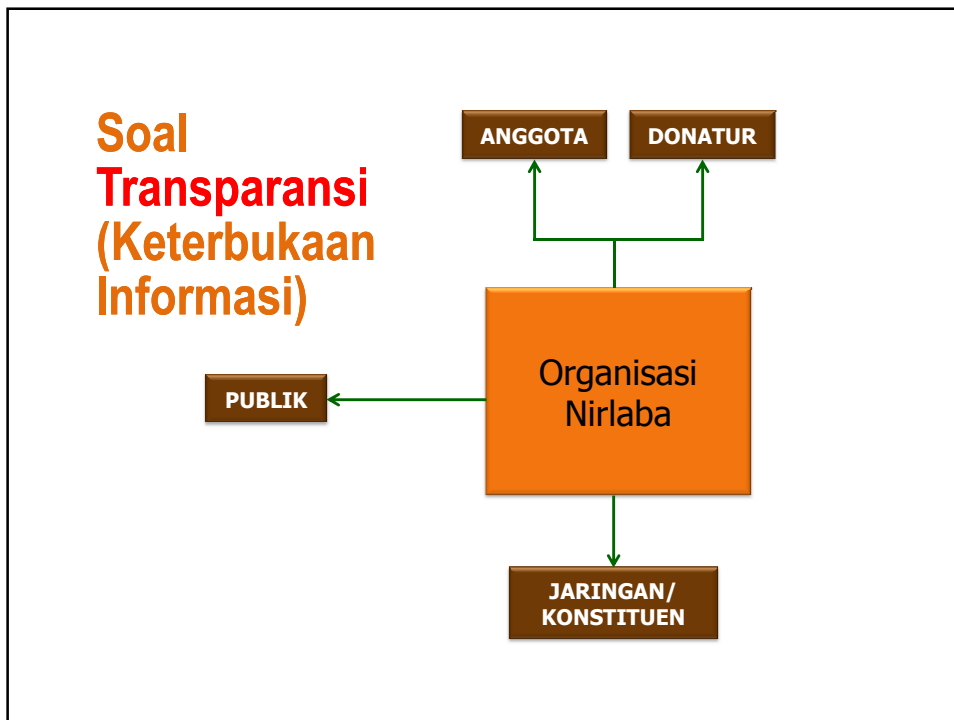 Soal
Transparansi
(Keterbukaan
Informasi)
ANGGOTA
DONATUR
Organisasi
Nirlaba
PUBLIK
JARINGAN/
KONSTITUEN